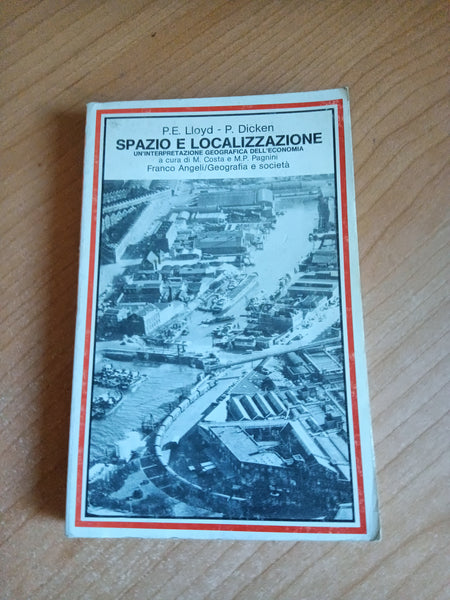 P.E. Lloyd - P. Dicken
SPAZIO E LOCALIZZAZIONE
UN'INTERPRETAZIONE GEOGRAFICA DELL'ECONOMIA
a cura di M. Costa e M.P. Pagnini
Franco Angeli/Geografia e società